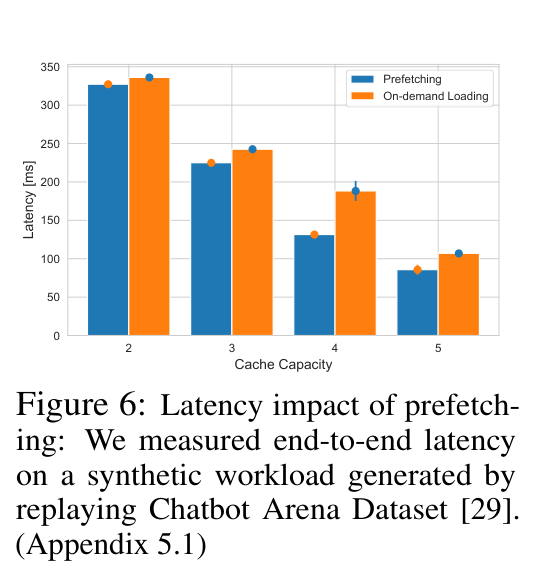 350
300
250
200
150
100
50
0
Latency [ms]
Prefetching
On-demand Loading
2 3 4 5
Cache Capacity
Figure 6: Latency impact of prefetch-
ing: We measured end-to-end latency
on a synthetic workload generated by
replaying Chatbot Arena Dataset [29].
(Appendix 5.1)